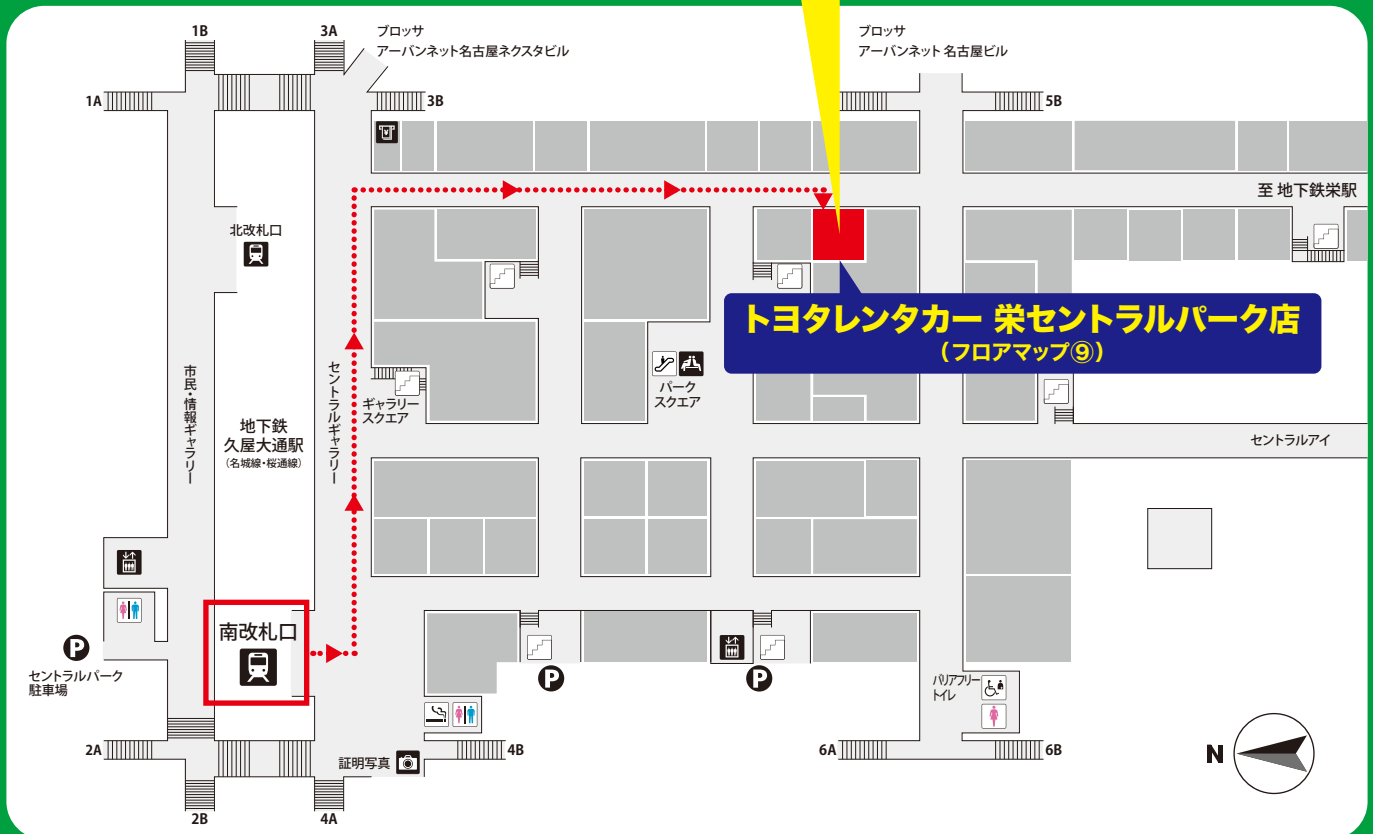 1B
3A
ブロッサ
アーバンネット名古屋ネクスタビル
ブロッサ
アーバンネット 名古屋ビル
1A
3B
5B
至 地下鉄栄駅
北改札口
トヨタレンタカー 栄セントラルパーク店
(フロアマップ⑨)
市民・情報ギャラリー
セントラルギャラリー
ギャラリー
スクエア
パーク
スクエア
地下鉄
久屋大通駅
(名城線・桜通線)
セントラルアイ
南改札口
P
セントラルパーク
駐車場
P
P
バリアフリー
トイレ
2A
4B
証明写真
6A
6B
N
2B
4A